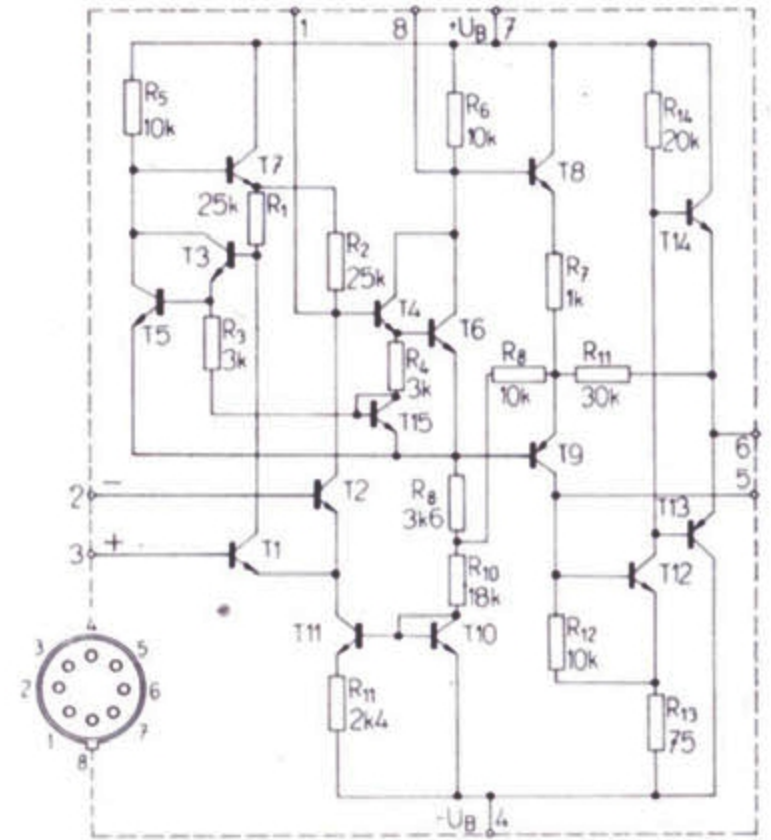 1
8
+UB
7
R5
10k
R6
10k
R14
20k
T7
25k
R1
T8
T14
T3
R2
25k
R7
1k
T5
R3
3k
T4
T6
R4
3k
R8
10k
R11
30k
T15
T9
6
5
2
−
T2
R8
3k6
T13
3
+
T1
R10
18k
T12
T11
T10
R12
10k
R11
2k4
R13
75
-UB
4
4
3
5
2
6
1
7
8